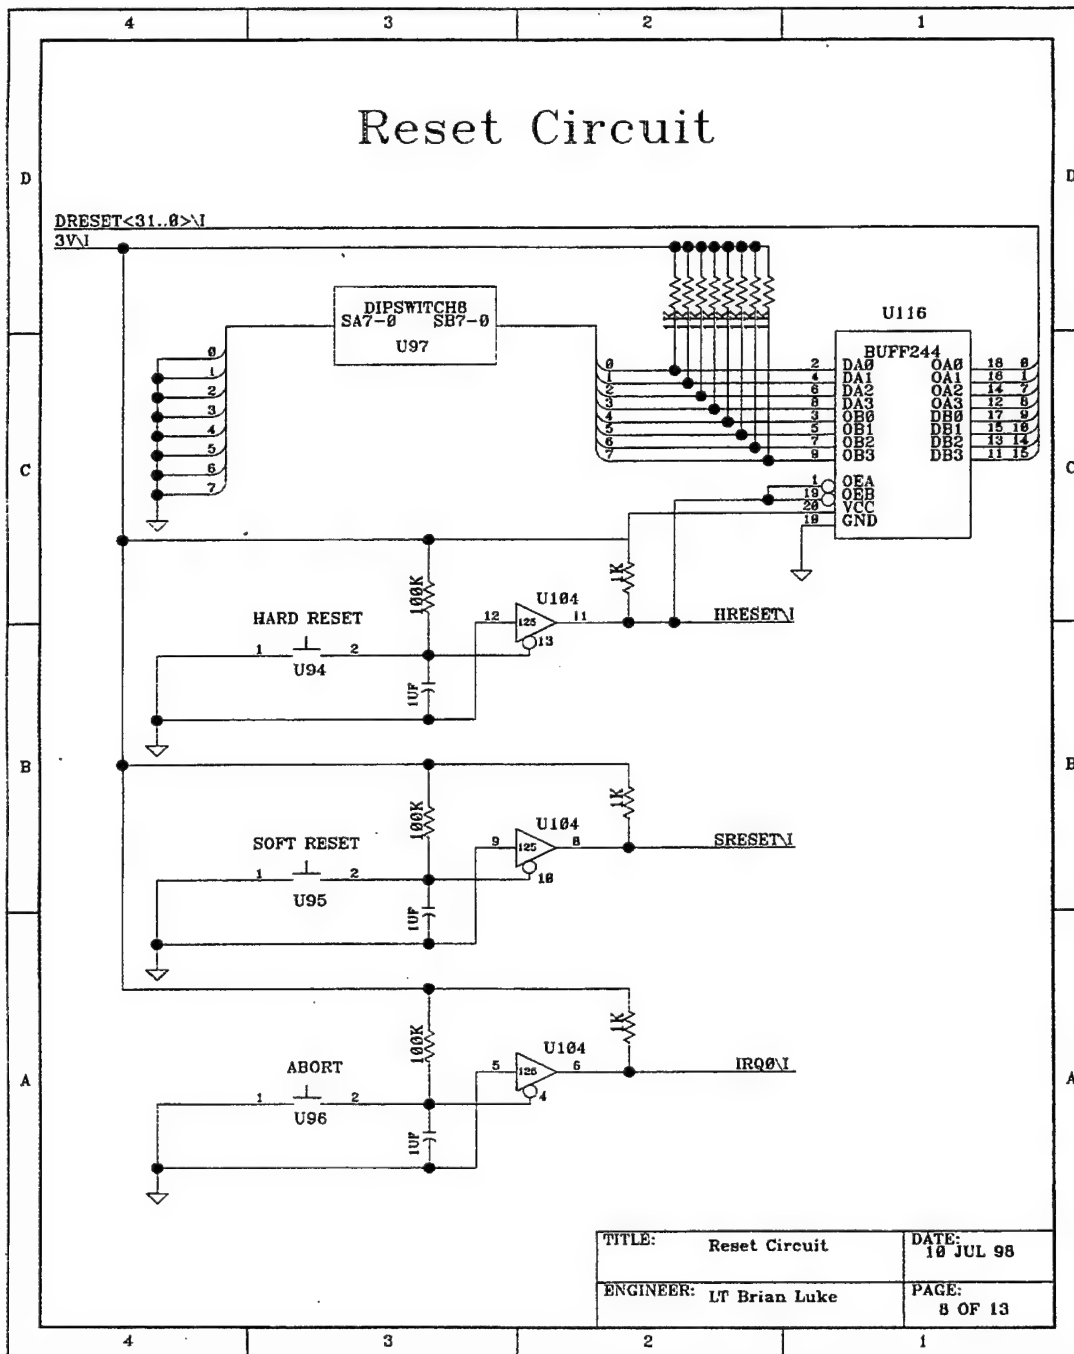 4 3 2 1
Reset Circuit
D D
DRESET<31..0>\I
3V\I
DIPSWITCH8
SA7-0 SB7-0
U97
U116
BUFF244
0
1
2
3
4
5
6
7
0 2 DA0 OA0 18 0
1 4 DA1 OA1 16 1
2 6 DA2 OA2 14 7
3 8 DA3 OA3 12 8
4 3 OB0 DB0 17 9
5 5 OB1 DB1 15 10
6 7 OB2 DB2 13 14
7 9 OB3 DB3 11 15
1 OEA
19 OEB
20 VCC
10 GND
C C
100K
1K
HARD RESET
1 2
U94
1UF
12 125 11
U104
13
HRESET\I
B B
100K
1K
SOFT RESET
1 2
U95
1UF
9 125 8
U104
10
SRESET\I
100K
1K
ABORT
1 2
U96
1UF
5 126 6
U104
4
IRQ0\I
A A
TITLE: Reset Circuit DATE: 10 JUL 98
ENGINEER: LT Brian Luke PAGE: 8 OF 13
4 3 2 1